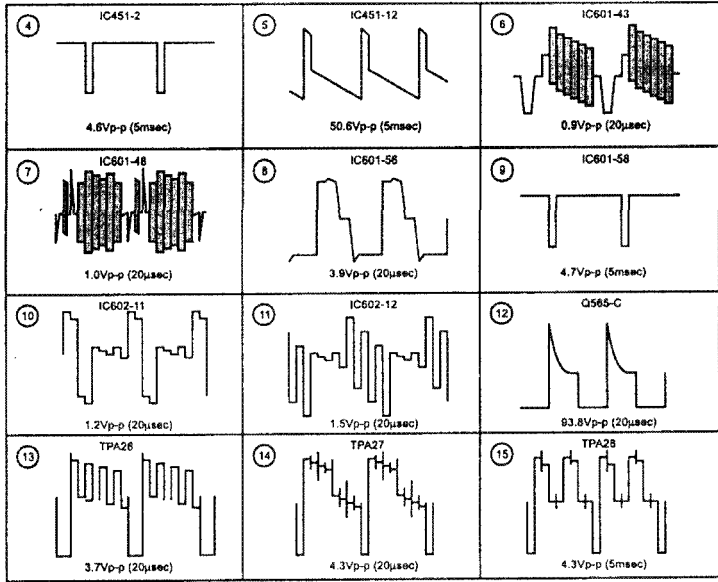 4 IC451-2
4.6Vp-p (5msec)
5 IC451-12
50.6Vp-p (5msec)
6 IC601-43
0.9Vp-p (20µsec)
7 IC601-48
1.0Vp-p (20µsec)
8 IC601-56
3.9Vp-p (20µsec)
9 IC601-58
4.7Vp-p (5msec)
10 IC602-11
1.2Vp-p (20µsec)
11 IC602-12
1.5Vp-p (20µsec)
12 Q565-C
93.8Vp-p (20µsec)
13 TPA26
3.7Vp-p (20µsec)
14 TPA27
4.3Vp-p (20µsec)
15 TPA28
4.3Vp-p (5msec)